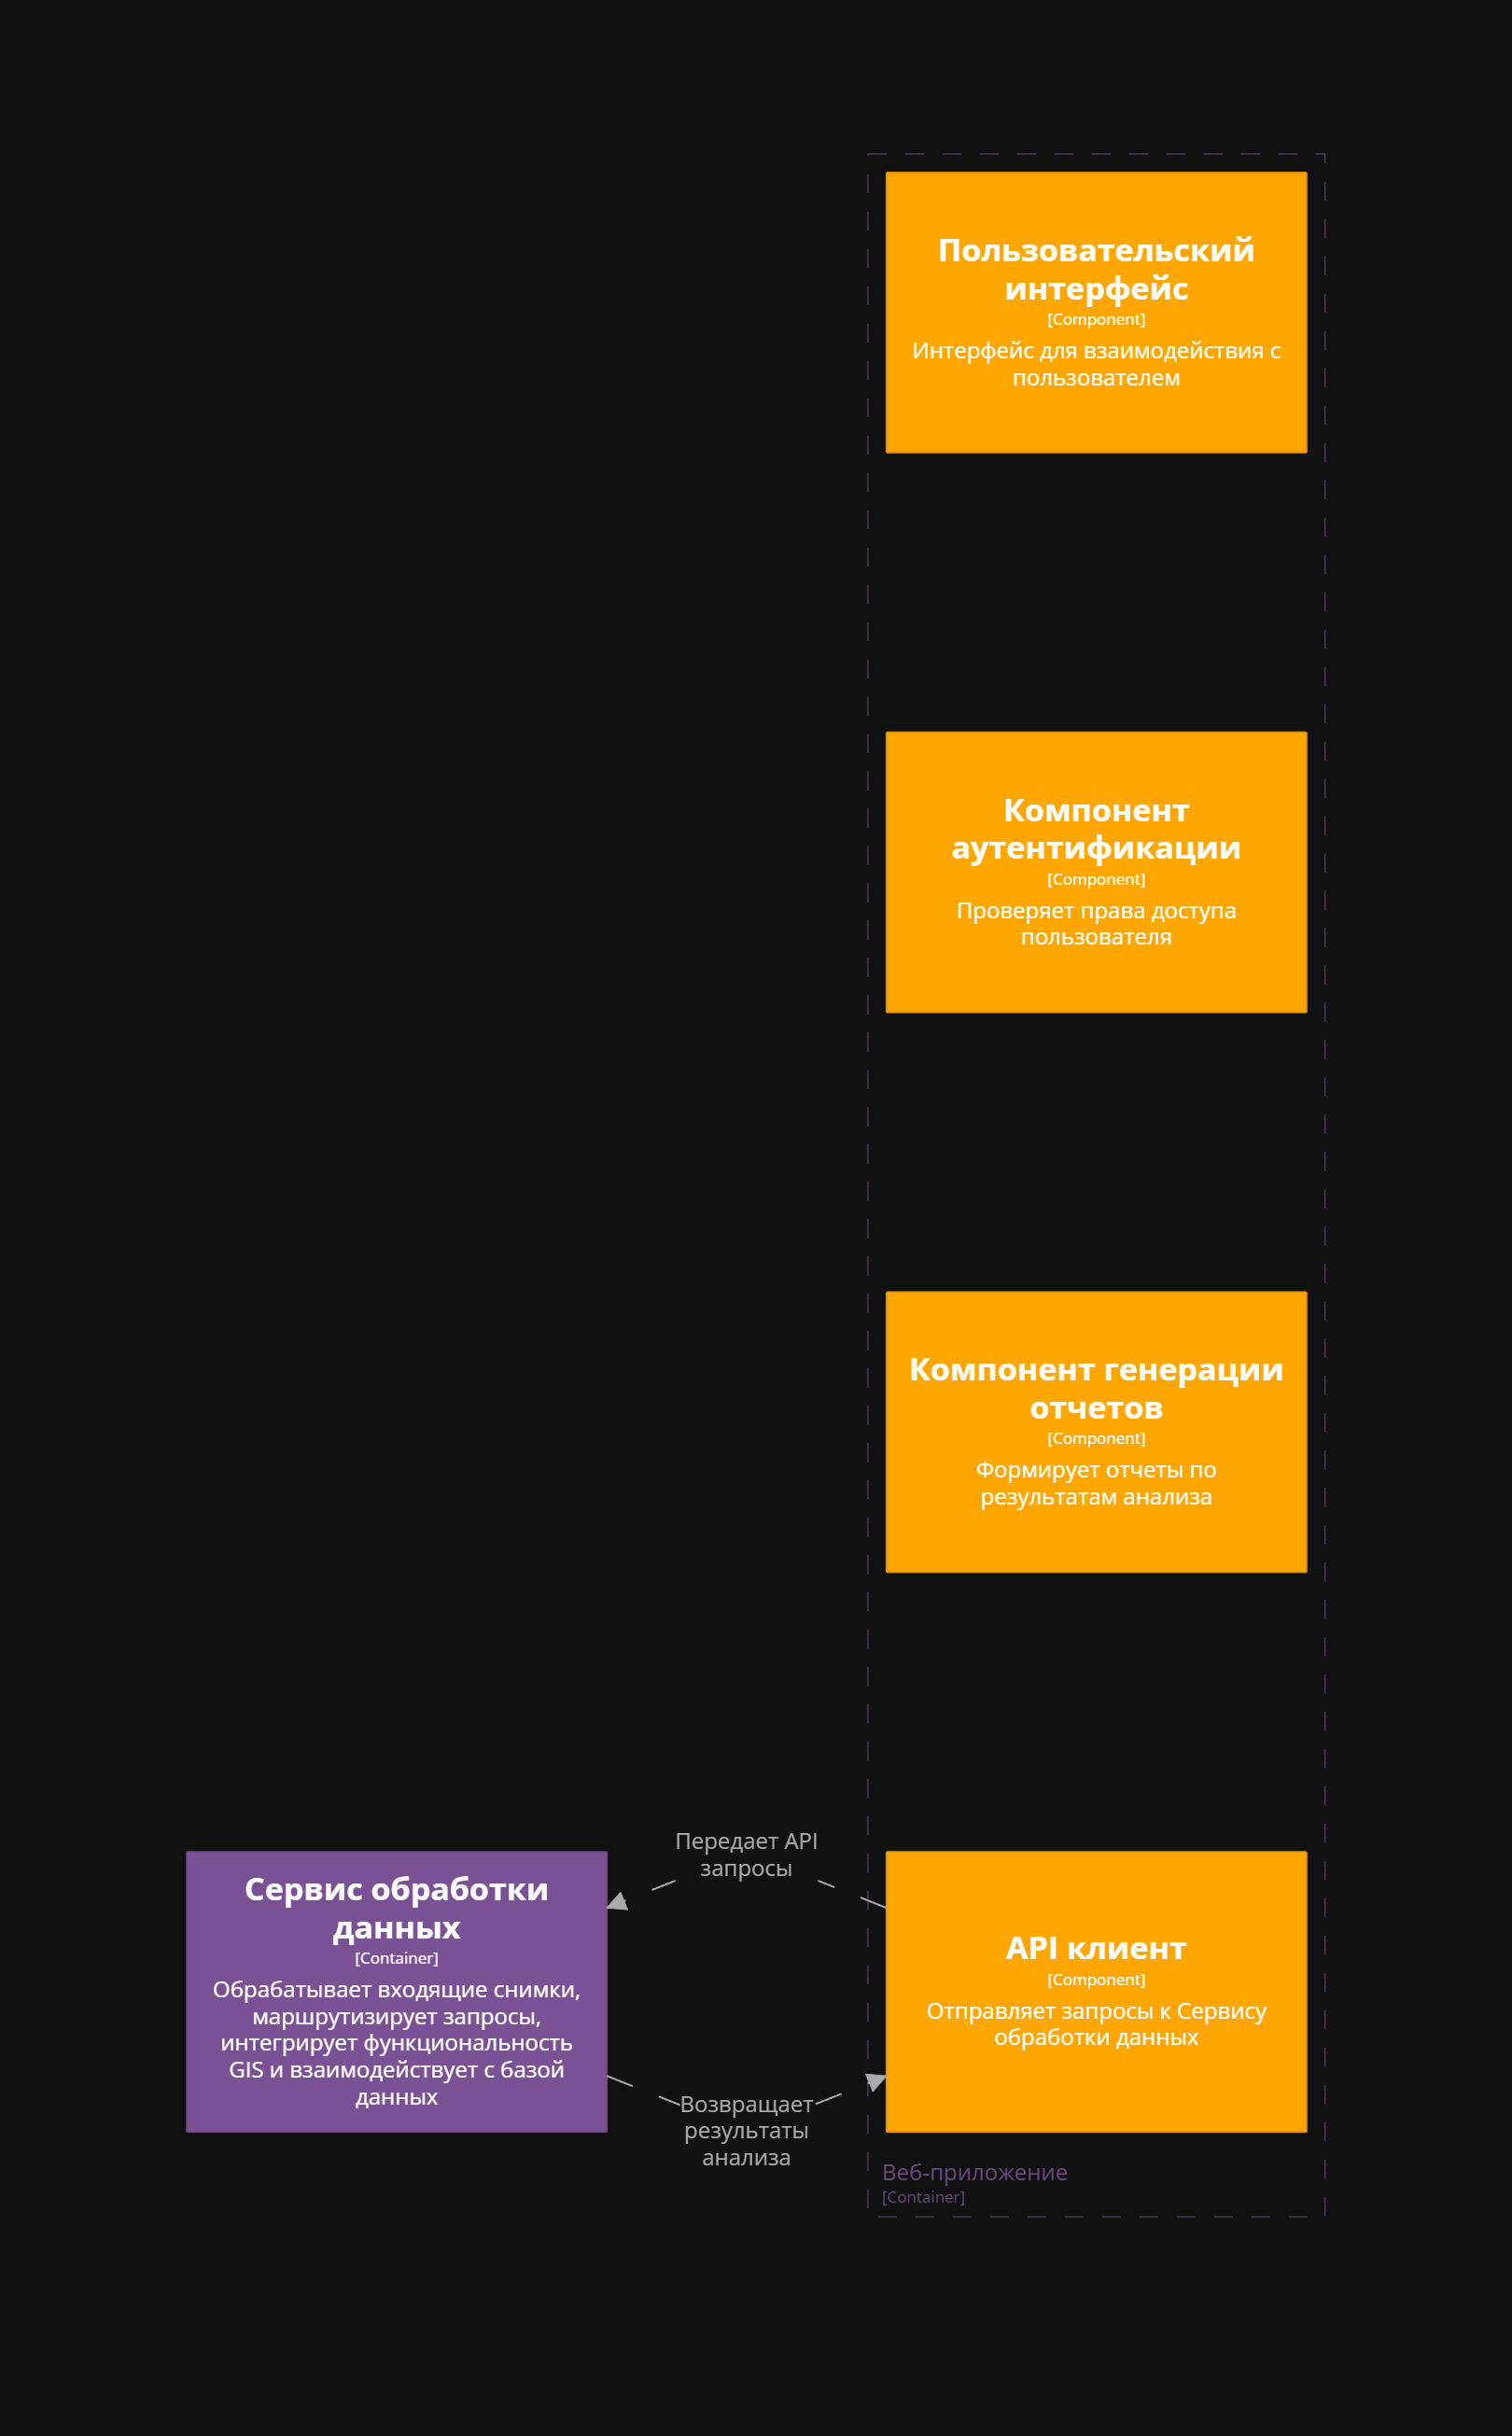 Пользовательский
интерфейс
[Component]
Интерфейс для взаимодействия с
пользователем
Компонент
аутентификации
[Component]
Проверяет права доступа
пользователя
Компонент генерации
отчетов
[Component]
Формирует отчеты по
результатам анализа
Передает API
запросы
Сервис обработки
данных
[Container]
Обрабатывает входящие снимки,
маршрутизирует запросы,
интегрирует функциональность
GIS и взаимодействует с базой
данных
API клиент
[Component]
Отправляет запросы к Сервису
обработки данных
Возвращает
результаты
анализа
Веб-приложение
[Container]